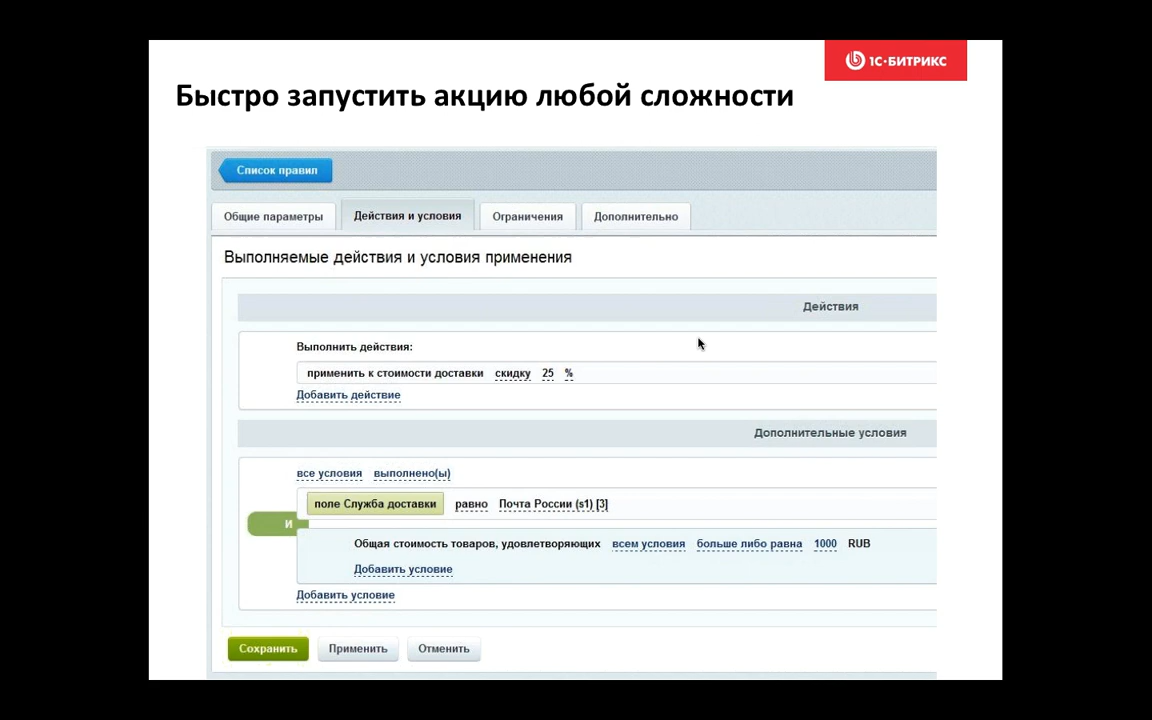 1С·БИТРИКС
Быстро запустить акцию любой сложности
Список правил
Общие параметры Действия и условия Ограничения Дополнительно
Выполняемые действия и условия применения
Действия
Выполнить действия:
применить к стоимости доставки скидку 25 %
Добавить действие
Дополнительные условия
все условия выполнено(ы)
поле Служба доставки равно Почта России (s1) [3]
И
Общая стоимость товаров, удовлетворяющих всем условия больше либо равна 1000 RUB
Добавить условие
Добавить условие
Сохранить Применить Отменить